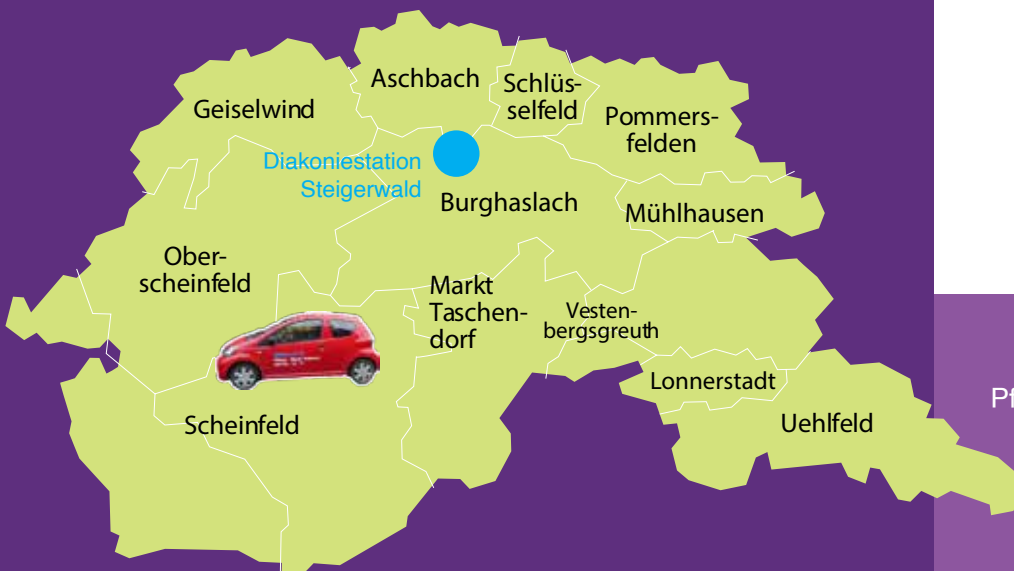 Aschbach
Schlüs-
selfeld
Geiselwind
Pommers-
felden
Diakoniestation
Steigerwald
Burghaslach
Mühlhausen
Ober-
scheinfeld
Markt
Taschen-
dorf
Vesten-
bergsgreuth
Lonnerstadt
Scheinfeld
Uehlfeld
Pf